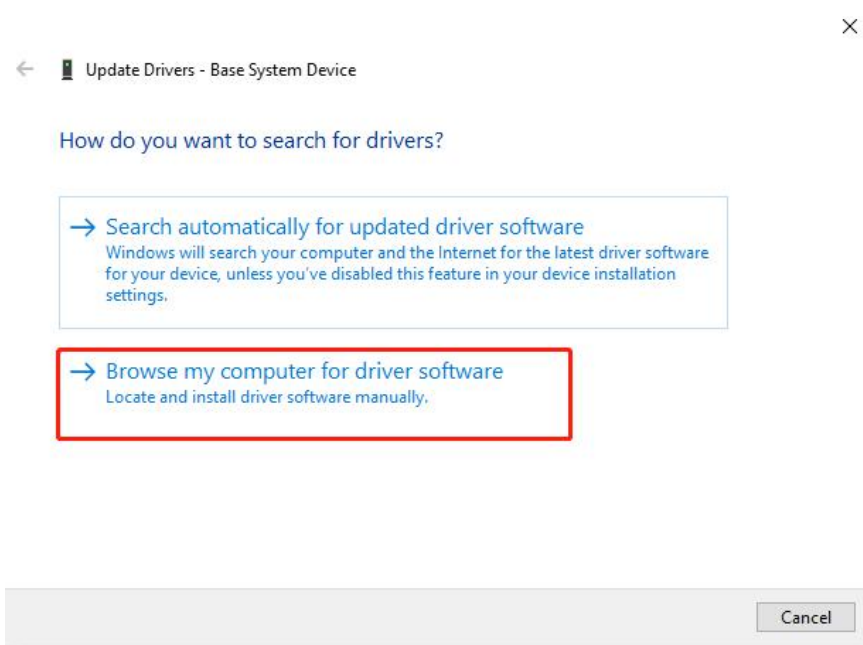 Update Drivers - Base System Device
How do you want to search for drivers?
Search automatically for updated driver software
Windows will search your computer and the Internet for the latest driver software
for your device, unless you've disabled this feature in your device installation
settings.
Browse my computer for driver software
Locate and install driver software manually.
Cancel